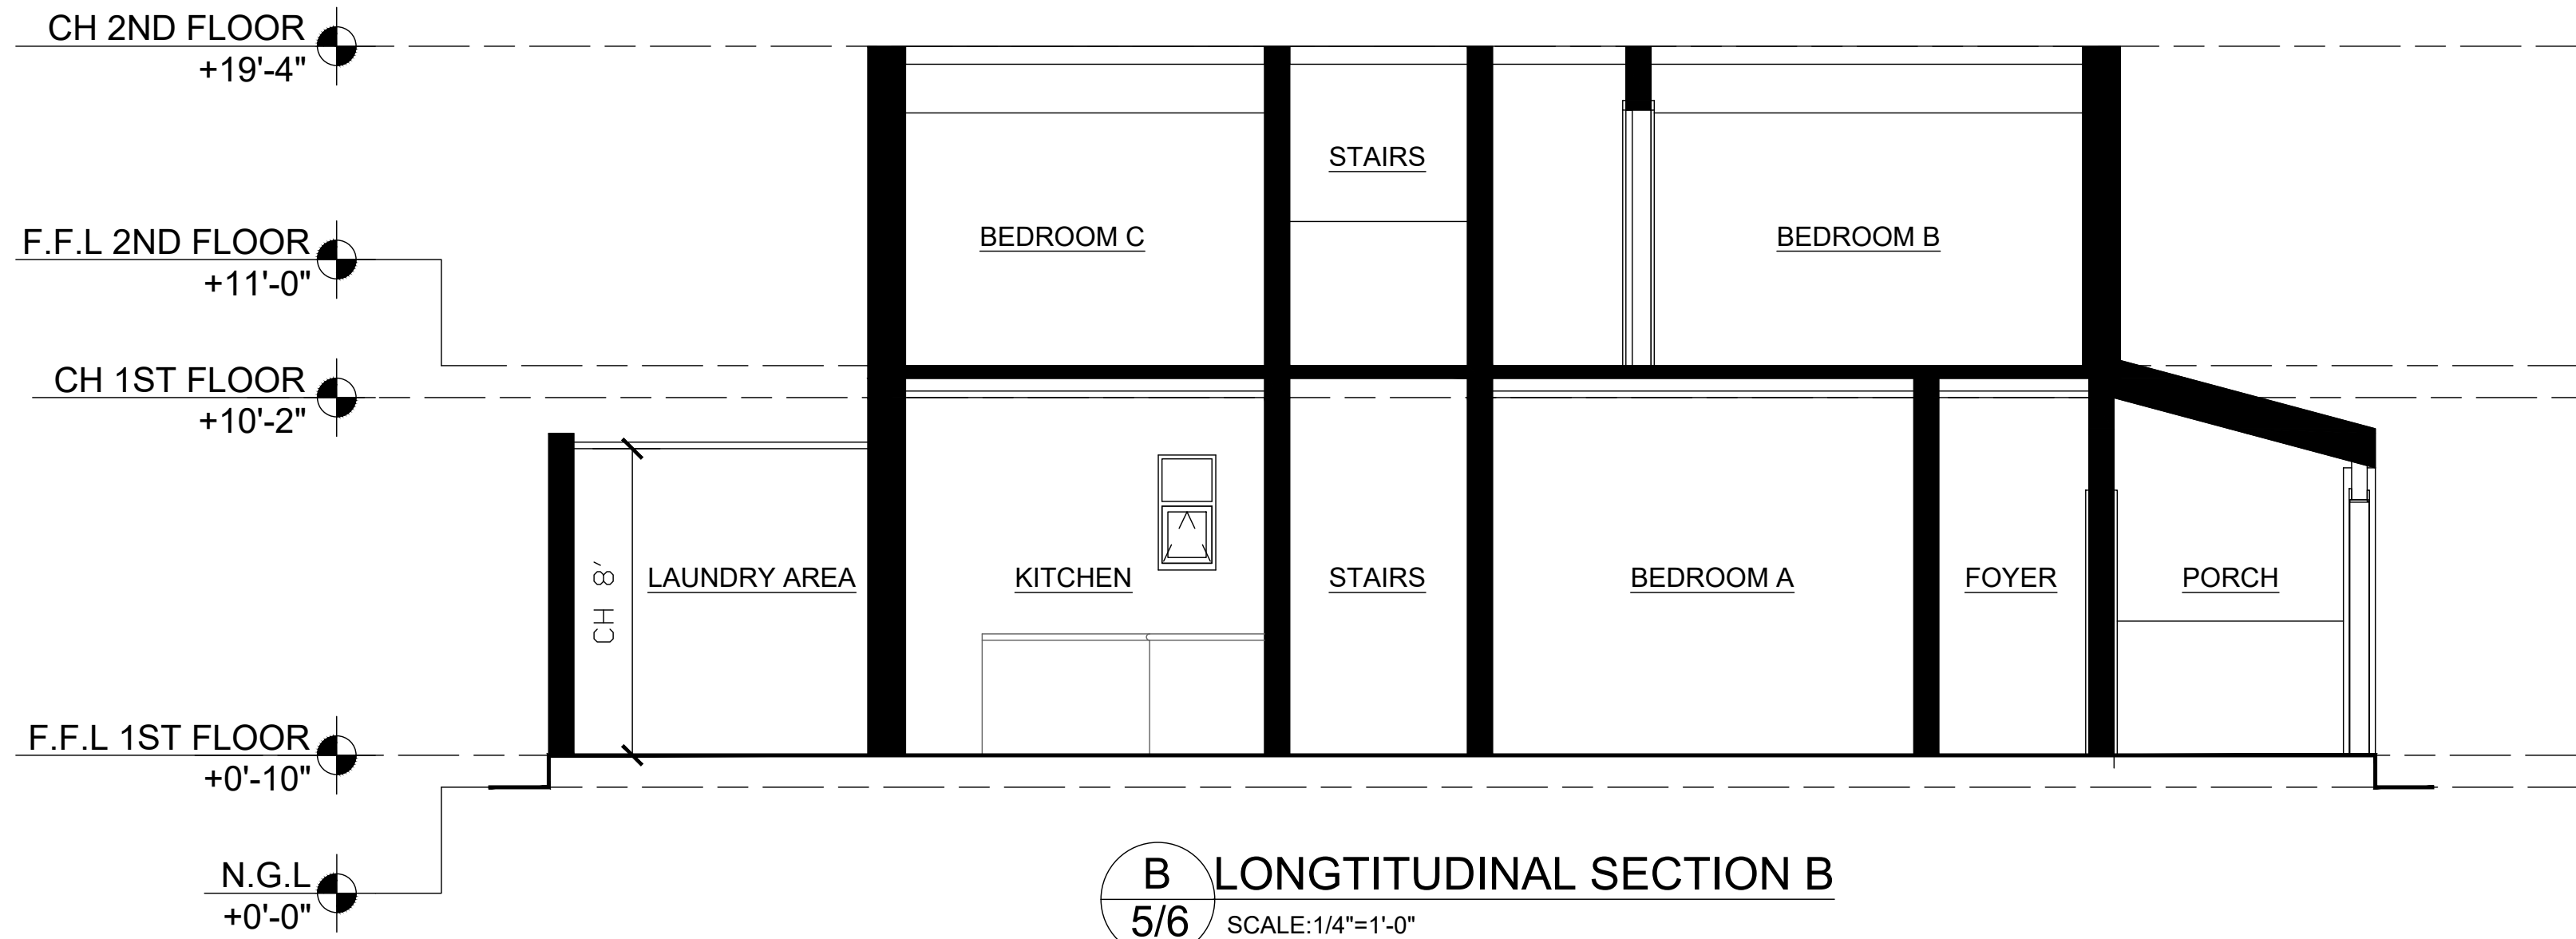 CH 2ND FLOOR
+19'-4"
STAIRS
F.F.L 2ND FLOOR
+11'-0"
BEDROOM C
BEDROOM B
CH 1ST FLOOR
+10'-2"
CH 8'
LAUNDRY AREA
KITCHEN
STAIRS
BEDROOM A
FOYER
PORCH
F.F.L 1ST FLOOR
+0'-10"
N.G.L
+0'-0"
B
5/6
LONGTITUDINAL SECTION B
SCALE:1/4"=1'-0"